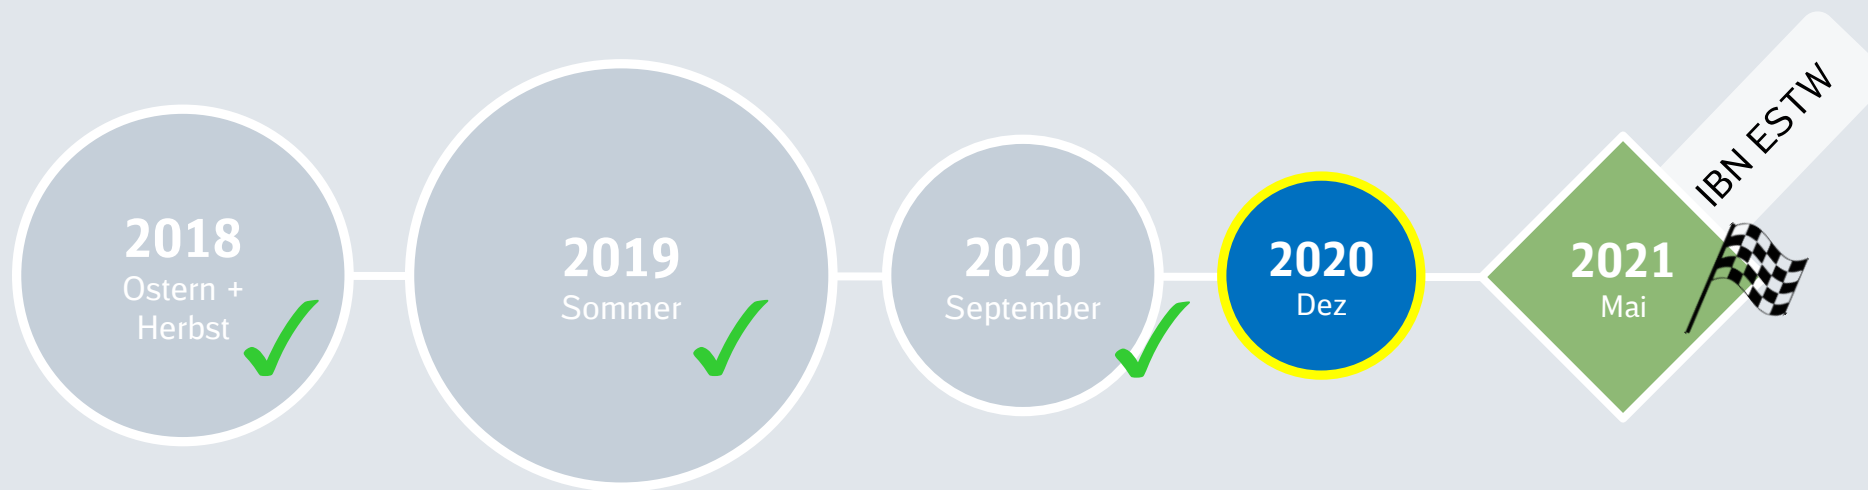 2018
Ostern +
Herbst
2019
Sommer
2020
September
2020
Dez
2021
Mai
IBN ESTW